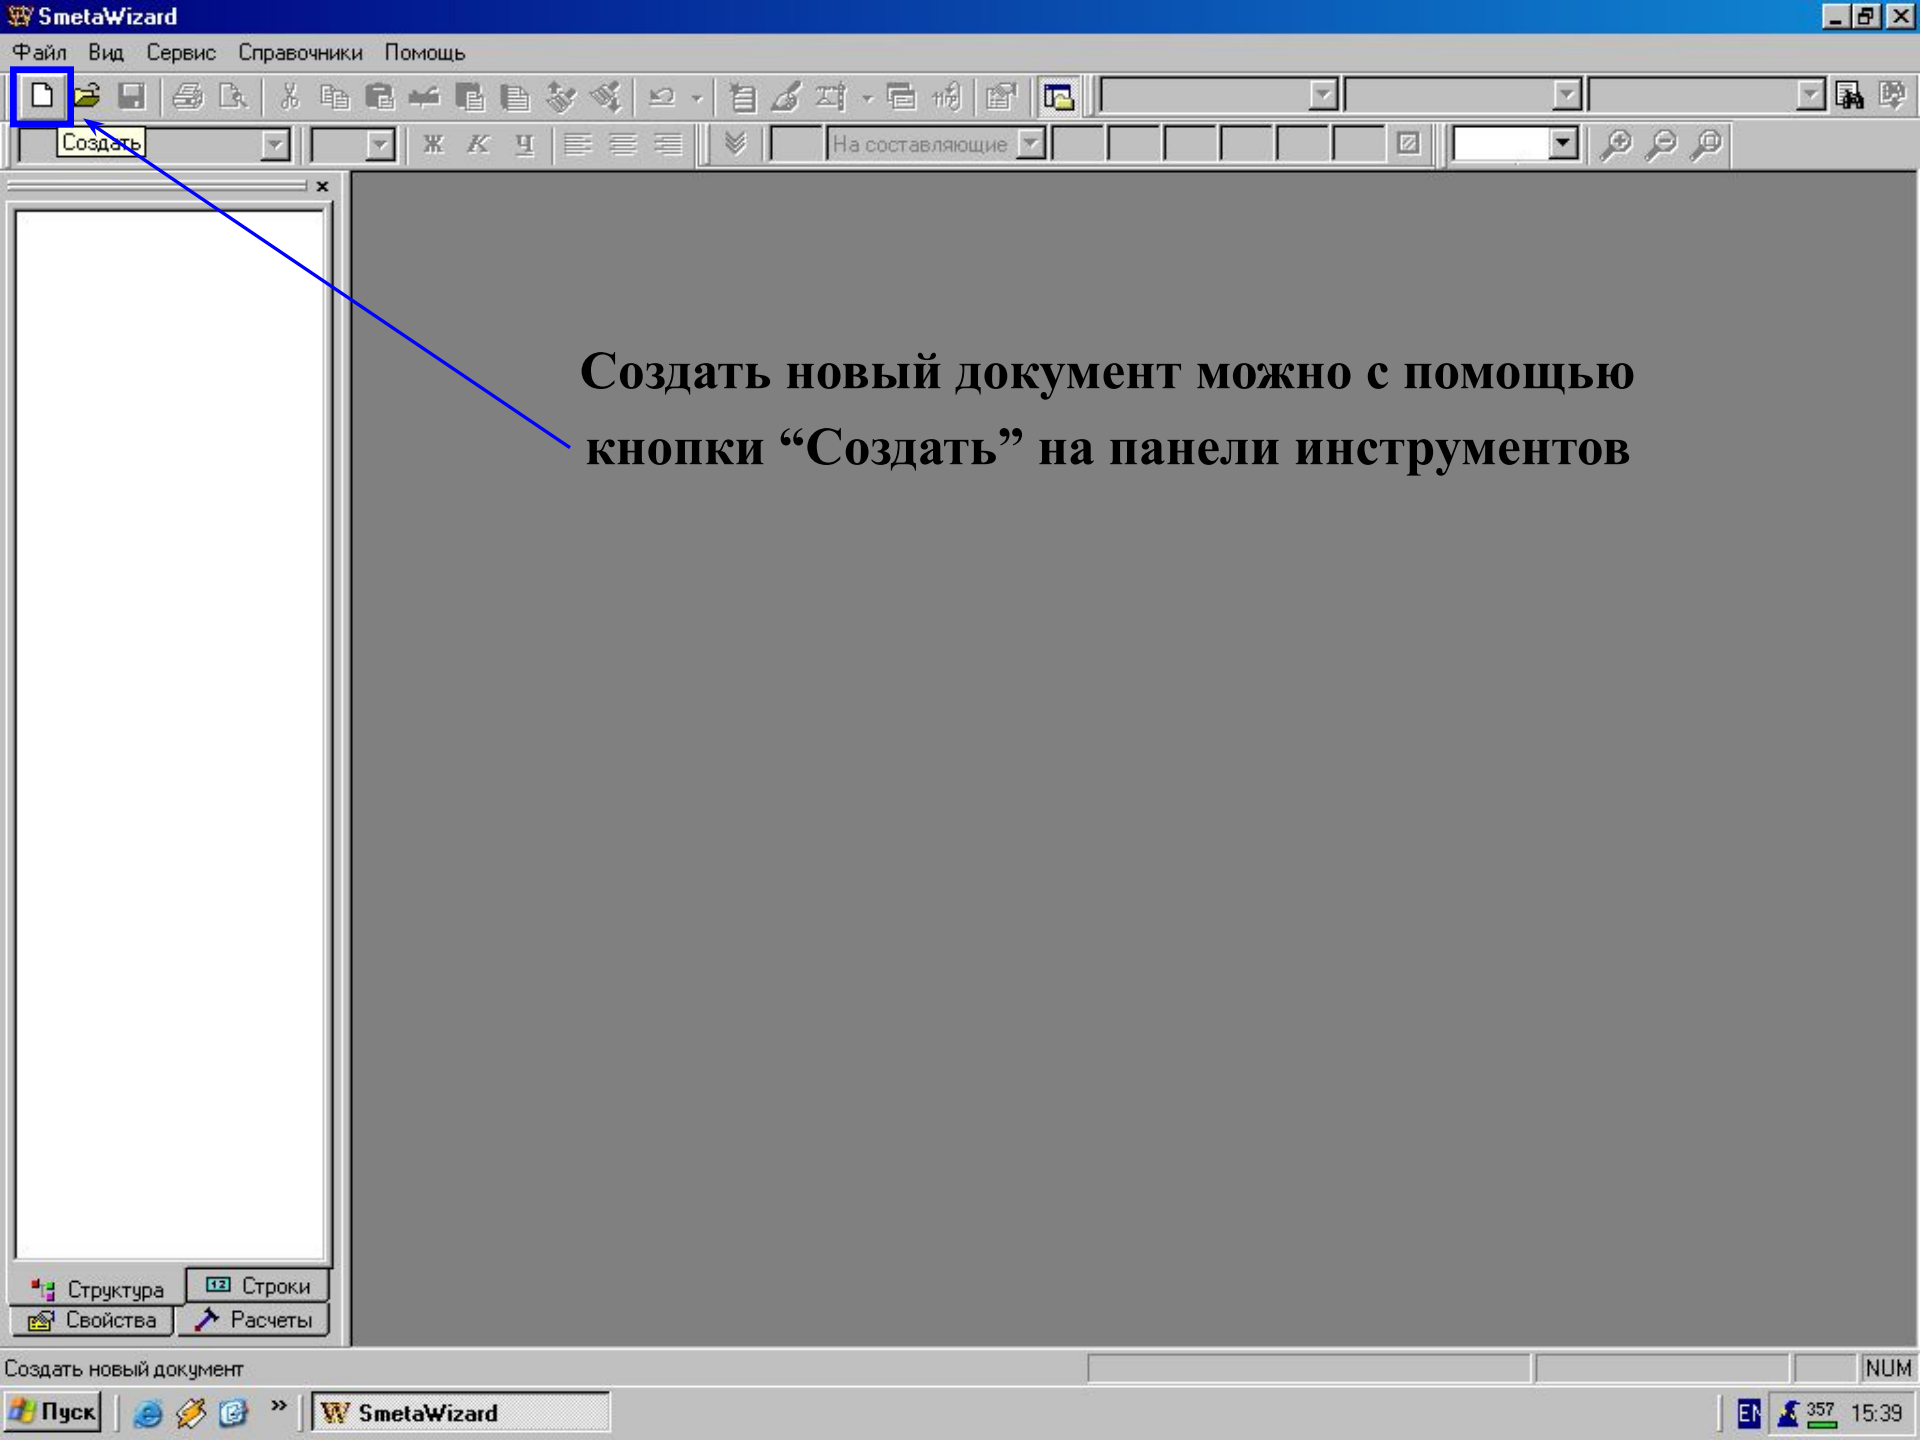 SmetaWizard
Файл Вид Сервис Справочники Помощь
Создать
Ж К Ч
На составляющие
Создать новый документ можно с помощью
кнопки “Создать” на панели инструментов
Структура
Строки
Свойства
Расчеты
Создать новый документ
NUM
Пуск
»
SmetaWizard
EN
357
15:39